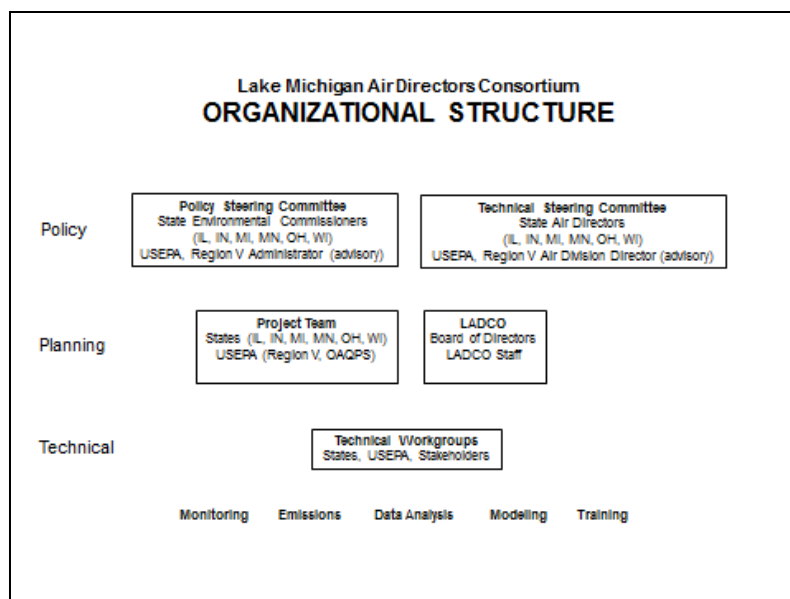 Lake Michigan Air Directors Consortium
ORGANIZATIONAL STRUCTURE
Policy
Policy Steering Committee
State Environmental Commissioners
(IL, IN, MI, MN, OH, WI)
USEPA, Region V Administrator (advisory)
Technical Steering Committee
State Air Directors
(IL, IN, MI, MN, OH, WI)
USEPA, Region V Air Division Director (advisory)
Planning
Project Team
States (IL, IN, MI, MN, OH, WI)
USEPA (Region V, OAQPS)
LADCO
Board of Directors
LADCO Staff
Technical
Technical Workgroups
States, USEPA, Stakeholders
Monitoring Emissions Data Analysis Modeling Training